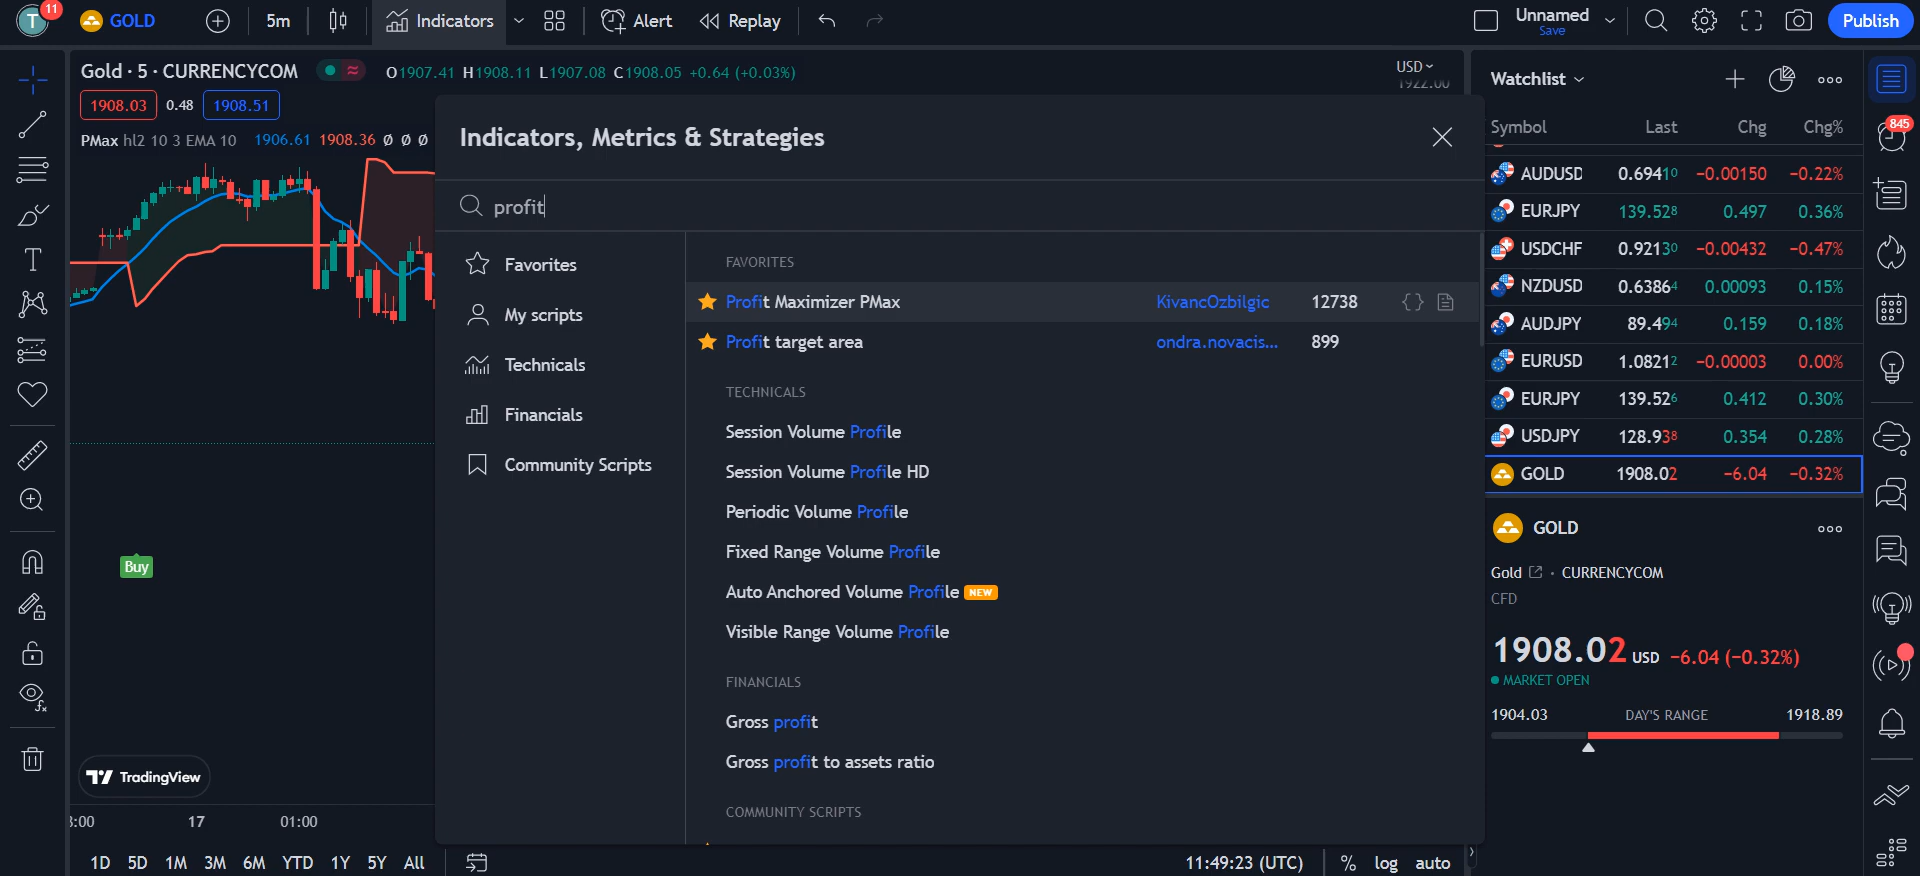 T 11 GOLD 5m Indicators Alert Replay Unnamed Save Publish
Gold · 5 · CURRENCYCOM O1907.41 H1908.11 L1907.08 C1908.05 +0.64 (+0.03%)
USD
1922.00
1908.03 0.48 1908.51
PMax hl2 10 3 EMA 10 1906.61 1908.36 Ø Ø Ø
Buy
TradingView
17 01:00
1D 5D 1M 3M 6M YTD 1Y 5Y All
11:49:23 (UTC) % log auto
Indicators, Metrics & Strategies
profit
Favorites
My scripts
Technicals
Financials
Community Scripts
FAVORITES
Profit Maximizer PMax KivancOzbilgic 12738 {}
Profit target area ondra.novacis... 899
TECHNICALS
Session Volume Profile
Session Volume Profile HD
Periodic Volume Profile
Fixed Range Volume Profile
Auto Anchored Volume Profile NEW
Visible Range Volume Profile
FINANCIALS
Gross profit
Gross profit to assets ratio
COMMUNITY SCRIPTS
Watchlist
Symbol Last Chg Chg%
AUDUSD 0.69410 −0.00150 −0.22%
EURJPY 139.528 0.497 0.36%
USDCHF 0.92130 −0.00432 −0.47%
NZDUSD 0.63864 0.00093 0.15%
AUDJPY 89.494 0.159 0.18%
EURUSD 1.08212 −0.00003 0.00%
EURJPY 139.526 0.412 0.30%
USDJPY 128.938 0.354 0.28%
GOLD 1908.02 −6.04 −0.32%
GOLD
Gold · CURRENCYCOM
CFD
1908.02 USD −6.04 (−0.32%)
MARKET OPEN
1904.03 DAY'S RANGE 1918.89
845